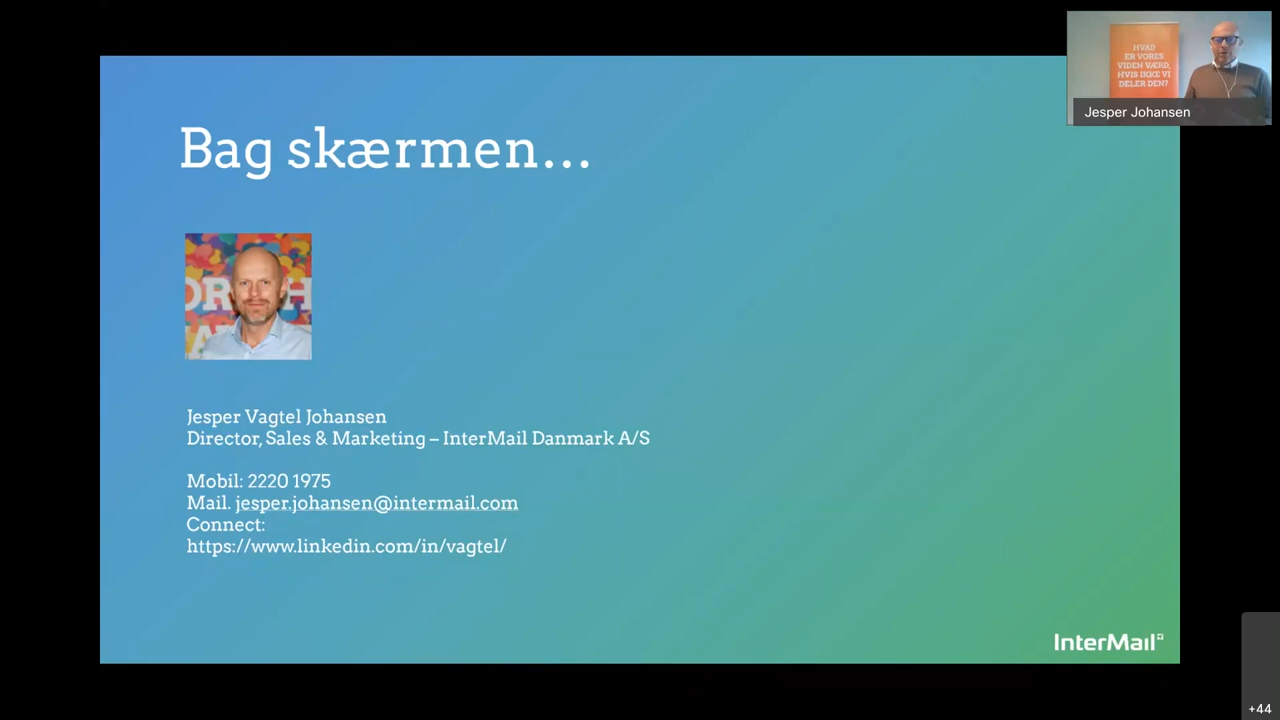 Bag skærmen...
HVAD
ER VORES
VIDEN VÆRD,
HVIS IKKE VI
DELER DEN?
Jesper Johansen
Jesper Vagtel Johansen
Director, Sales & Marketing – InterMail Danmark A/S
Mobil: 2220 1975
Mail. jesper.johansen@intermail.com
Connect:
https://www.linkedin.com/in/vagtel/
InterMail
+44